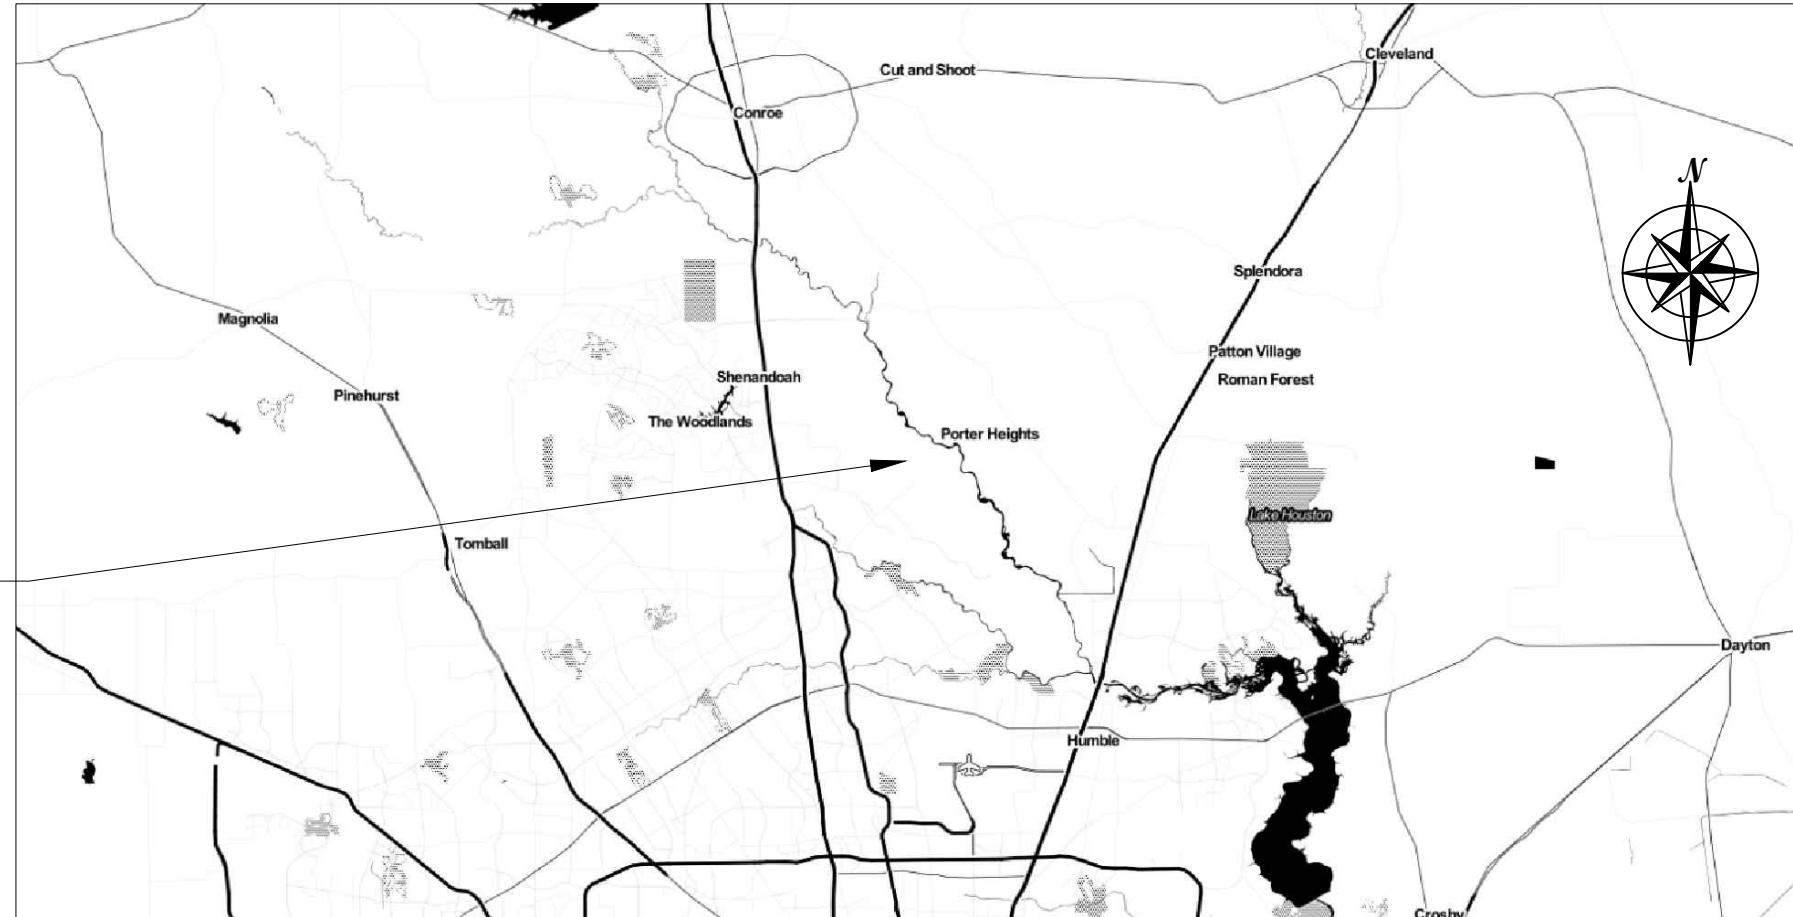 Cleveland
Cut and Shoot
Conroe
N
Splendora
Magnolia
Patton Village
Shenandoah
Roman Forest
Pinehurst
The Woodlands
Porter Heights
Lake Houston
Tomball
Dayton
Humble
Crosby